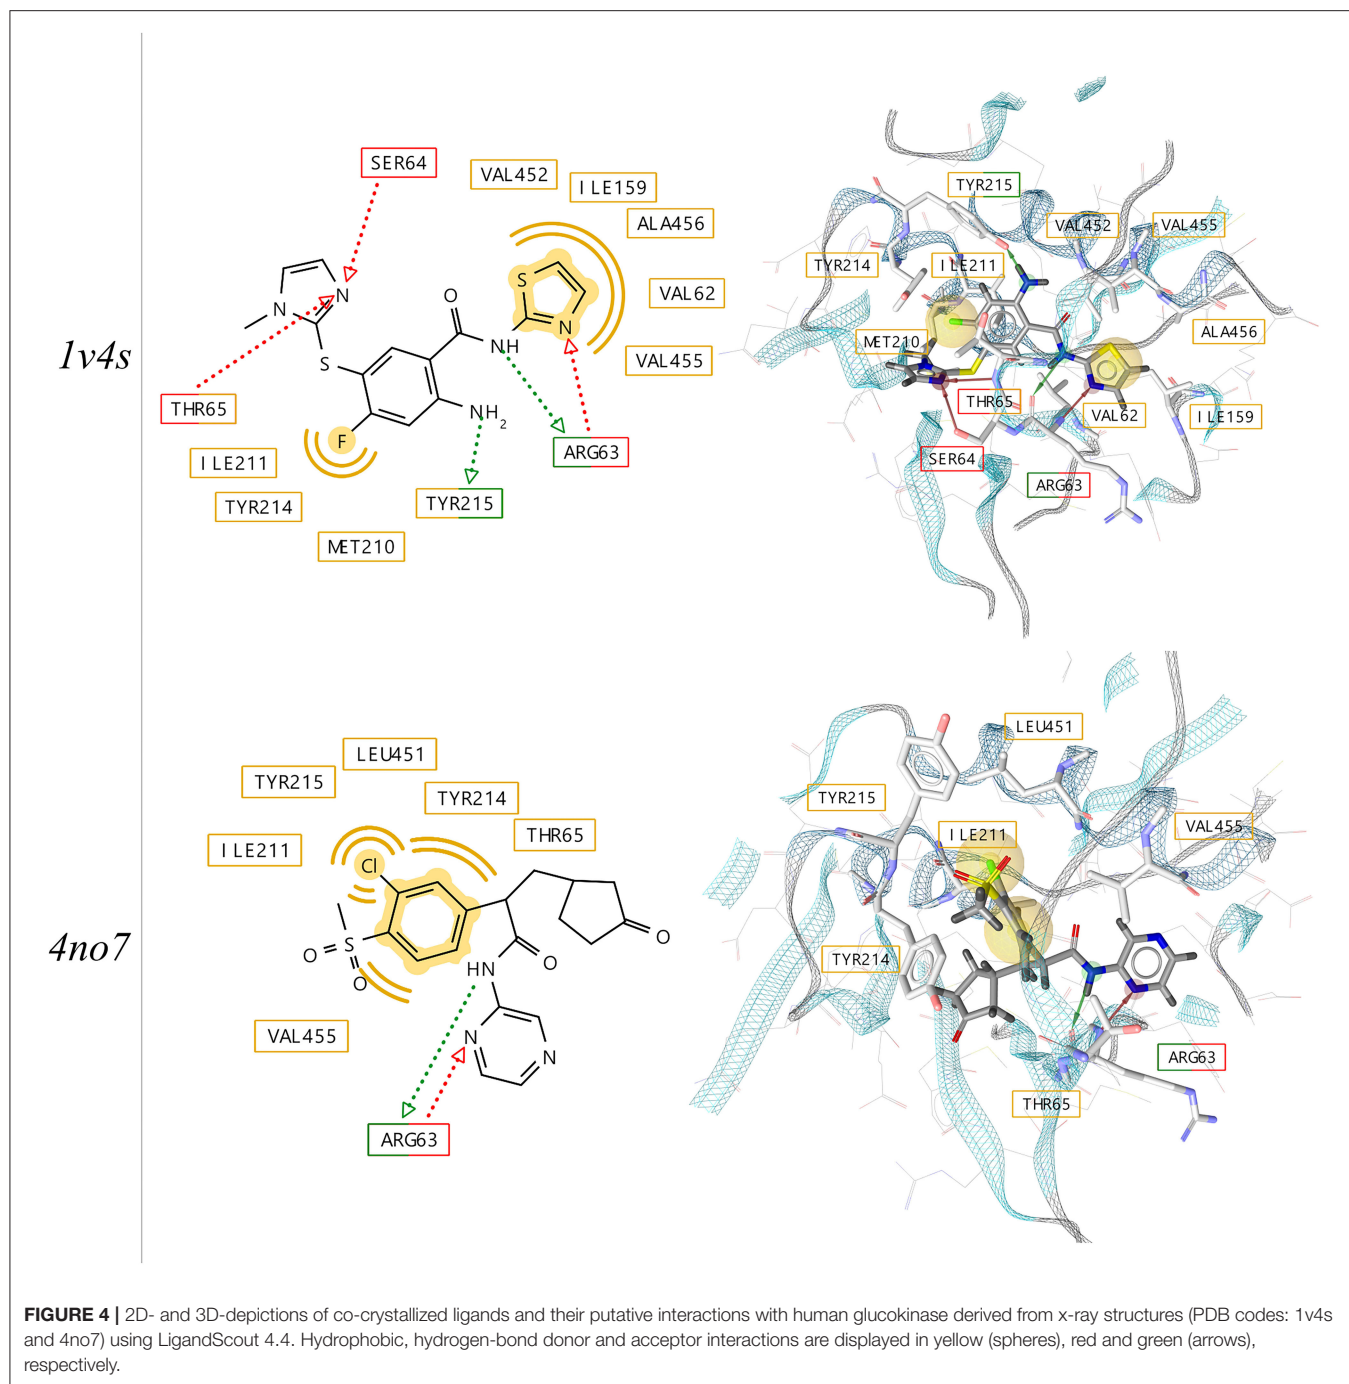 1v4s
SER64
VAL452
ILE159
ALA456
VAL62
VAL455
THR65
ILE211
TYR214
MET210
TYR215
ARG63
N
N
S
O
NH
S
N
F
NH2
TYR215
VAL452
VAL455
TYR214
ILE211
MET210
ALA456
THR65
VAL62
ILE159
SER64
ARG63
4no7
LEU451
TYR215
TYR214
THR65
ILE211
VAL455
ARG63
Cl
O
S
O
HN
O
O
N
N
LEU451
TYR215
ILE211
VAL455
TYR214
ARG63
THR65
FIGURE 4 | 2D- and 3D-depictions of co-crystallized ligands and their putative interactions with human glucokinase derived from x-ray structures (PDB codes: 1v4s
and 4no7) using LigandScout 4.4. Hydrophobic, hydrogen-bond donor and acceptor interactions are displayed in yellow (spheres), red and green (arrows),
respectively.